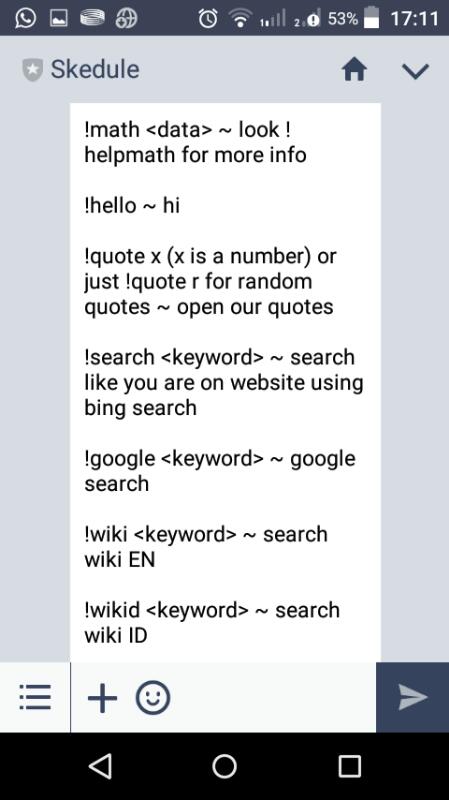 53% 17:11
Skedule
!math <data> ~ look !
helpmath for more info
!hello ~ hi
!quote x (x is a number) or
just !quote r for random
quotes ~ open our quotes
!search <keyword> ~ search
like you are on website using
bing search
!google <keyword> ~ google
search
!wiki <keyword> ~ search
wiki EN
!wikid <keyword> ~ search
wiki ID